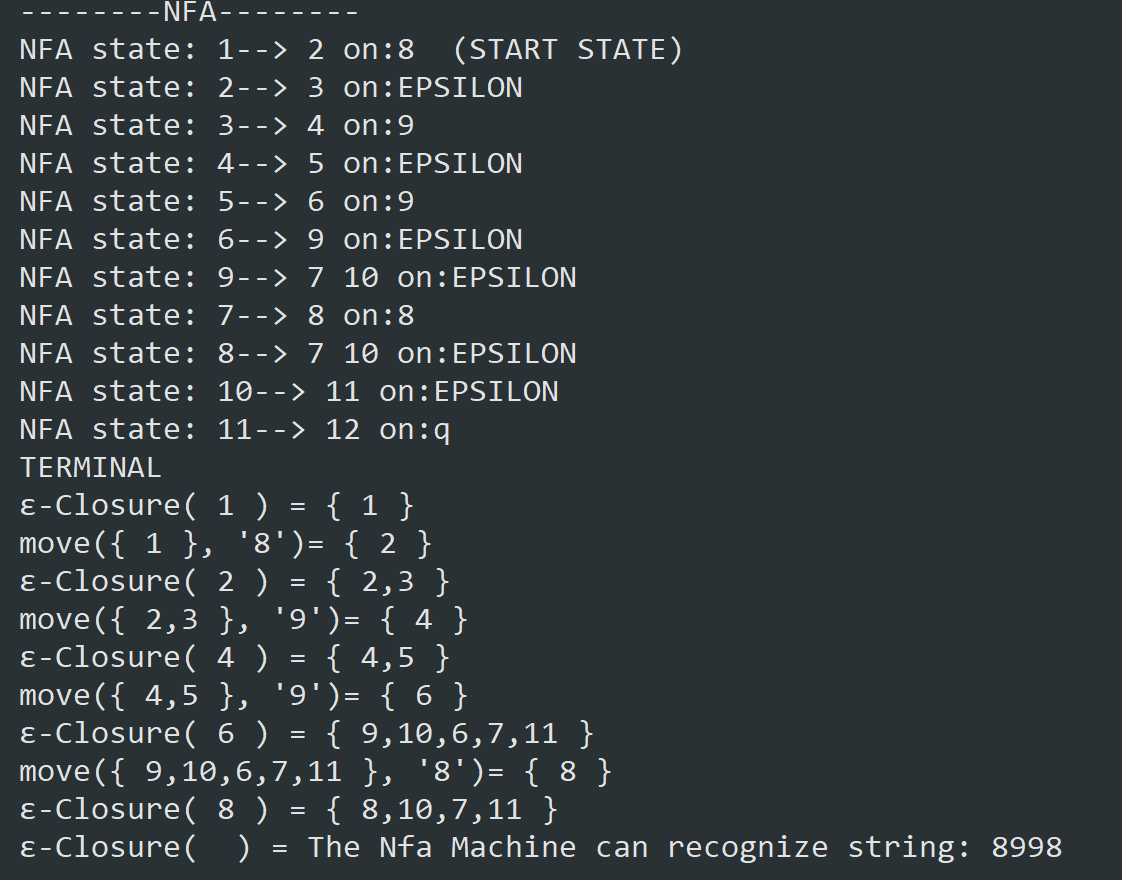 --------NFA--------
NFA state: 1--> 2 on:8  (START STATE)
NFA state: 2--> 3 on:EPSILON
NFA state: 3--> 4 on:9
NFA state: 4--> 5 on:EPSILON
NFA state: 5--> 6 on:9
NFA state: 6--> 9 on:EPSILON
NFA state: 9--> 7 10 on:EPSILON
NFA state: 7--> 8 on:8
NFA state: 8--> 7 10 on:EPSILON
NFA state: 10--> 11 on:EPSILON
NFA state: 11--> 12 on:q
TERMINAL
ε-Closure( 1 ) = { 1 }
move({ 1 }, '8')= { 2 }
ε-Closure( 2 ) = { 2,3 }
move({ 2,3 }, '9')= { 4 }
ε-Closure( 4 ) = { 4,5 }
move({ 4,5 }, '9')= { 6 }
ε-Closure( 6 ) = { 9,10,6,7,11 }
move({ 9,10,6,7,11 }, '8')= { 8 }
ε-Closure( 8 ) = { 8,10,7,11 }
ε-Closure(  ) = The Nfa Machine can recognize string: 8998